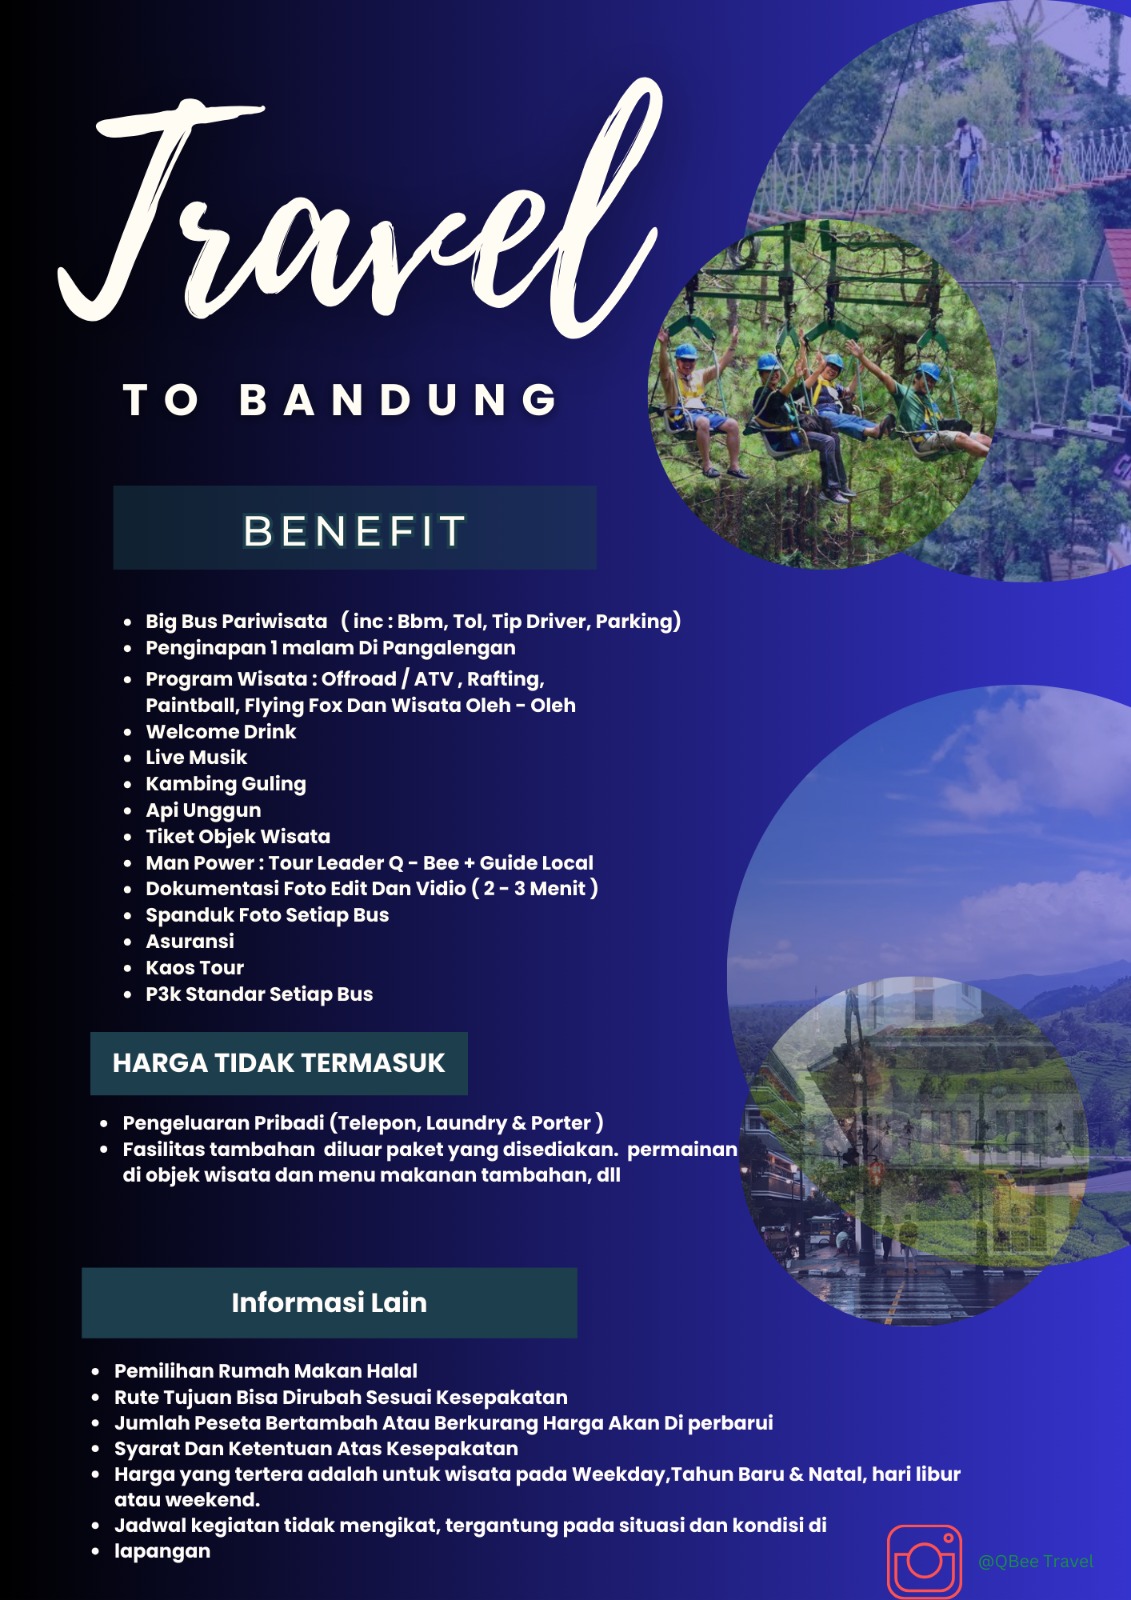 Travel
TO BANDUNG
BENEFIT
• Big Bus Pariwisata ( inc : Bbm, Tol, Tip Driver, Parking)
• Penginapan 1 malam Di Pangalengan
• Program Wisata : Offroad / ATV , Rafting,
Paintball, Flying Fox Dan Wisata Oleh - Oleh
• Welcome Drink
• Live Musik
• Kambing Guling
• Api Unggun
• Tiket Objek Wisata
• Man Power : Tour Leader Q - Bee + Guide Local
• Dokumentasi Foto Edit Dan Vidio ( 2 - 3 Menit )
• Spanduk Foto Setiap Bus
• Asuransi
• Kaos Tour
• P3k Standar Setiap Bus
HARGA TIDAK TERMASUK
• Pengeluaran Pribadi (Telepon, Laundry & Porter )
• Fasilitas tambahan diluar paket yang disediakan. permainan
di objek wisata dan menu makanan tambahan, dll
Informasi Lain
• Pemilihan Rumah Makan Halal
• Rute Tujuan Bisa Dirubah Sesuai Kesepakatan
• Jumlah Peseta Bertambah Atau Berkurang Harga Akan Di perbarui
• Syarat Dan Ketentuan Atas Kesepakatan
• Harga yang tertera adalah untuk wisata pada Weekday,Tahun Baru & Natal, hari libur
atau weekend.
• Jadwal kegiatan tidak mengikat, tergantung pada situasi dan kondisi di
• lapangan
@QBee Travel